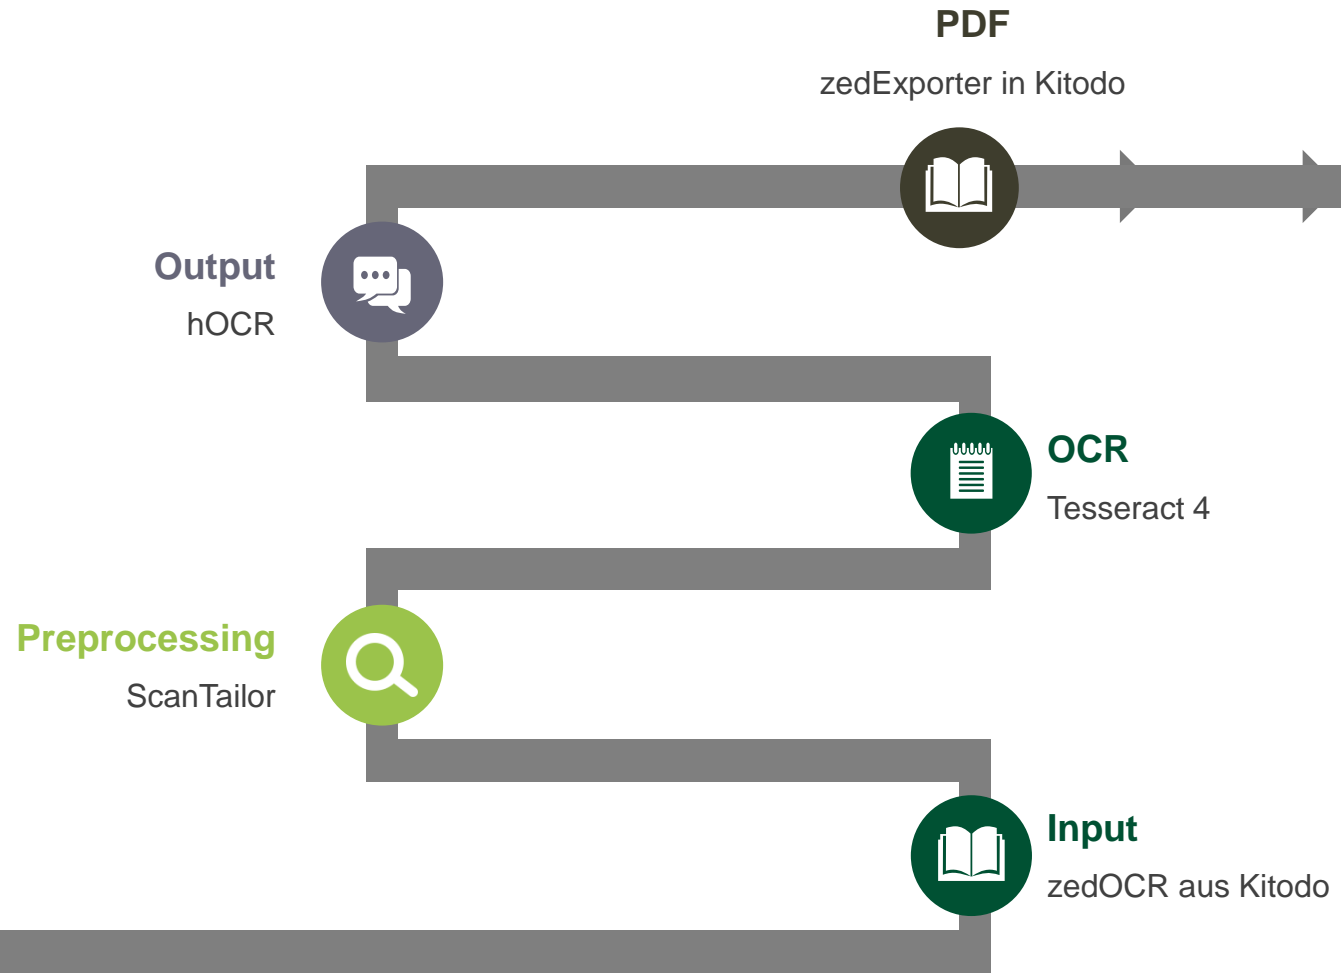 PDF
zedExporter in Kitodo
Output
hOCR
OCR
Tesseract 4
Preprocessing
ScanTailor
Input
zedOCR aus Kitodo